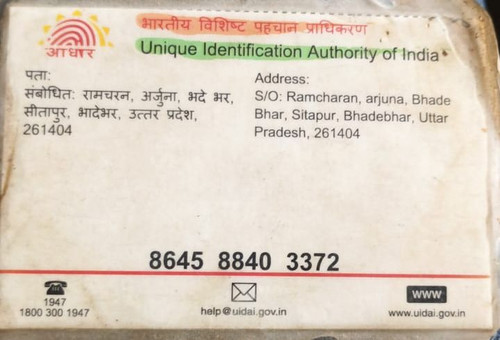 भारतीय विशिष्ट पहचान प्राधिकरण
Unique Identification Authority of India
आधार
पता:
संबोधित: रामचरन, अर्जुना, भदे भर,
सीतापुर, भादेभर, उत्तर प्रदेश,
261404
Address:
S/O: Ramcharan, arjuna, Bhade
Bhar, Sitapur, Bhadebhar, Uttar
Pradesh, 261404
8645 8840 3372
1947
1800 300 1947
help@uidai.gov.in
www
www.uidai.gov.in